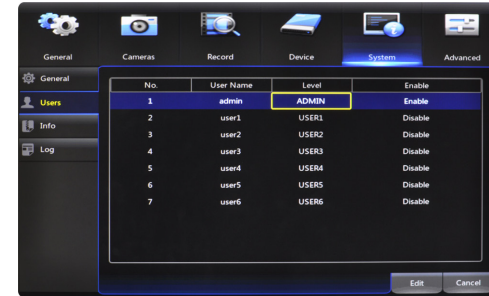 General Cameras Record Device System Advanced
General
Users
Info
Log
No. User Name Level Enable
1 admin ADMIN Enable
2 user1 USER1 Disable
3 user2 USER2 Disable
4 user3 USER3 Disable
5 user4 USER4 Disable
6 user5 USER5 Disable
7 user6 USER6 Disable
Edit Cancel